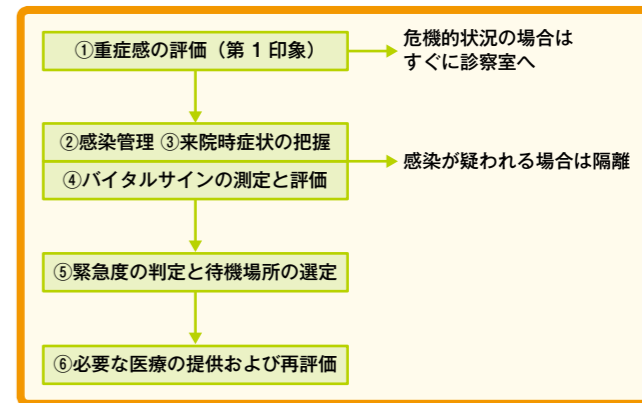 ①重症感の評価（第 1 印象）
危機的状況の場合は
すぐに診察室へ
②感染管理 ③来院時症状の把握
④バイタルサインの測定と評価
感染が疑われる場合は隔離
⑤緊急度の判定と待機場所の選定
⑥必要な医療の提供および再評価